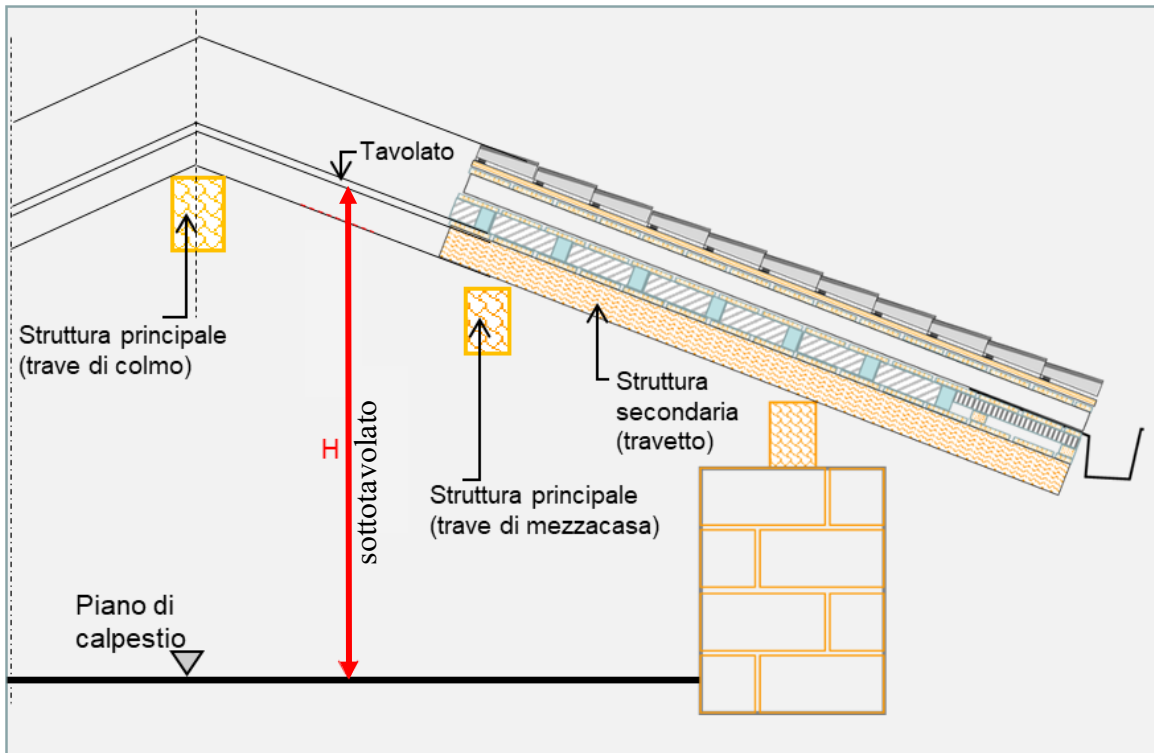 Tavolato
Struttura principale
(trave di colmo)
Struttura
secondaria
(travetto)
H
sottotavolato
Struttura principale
(trave di mezzacasa)
Piano di
calpestio